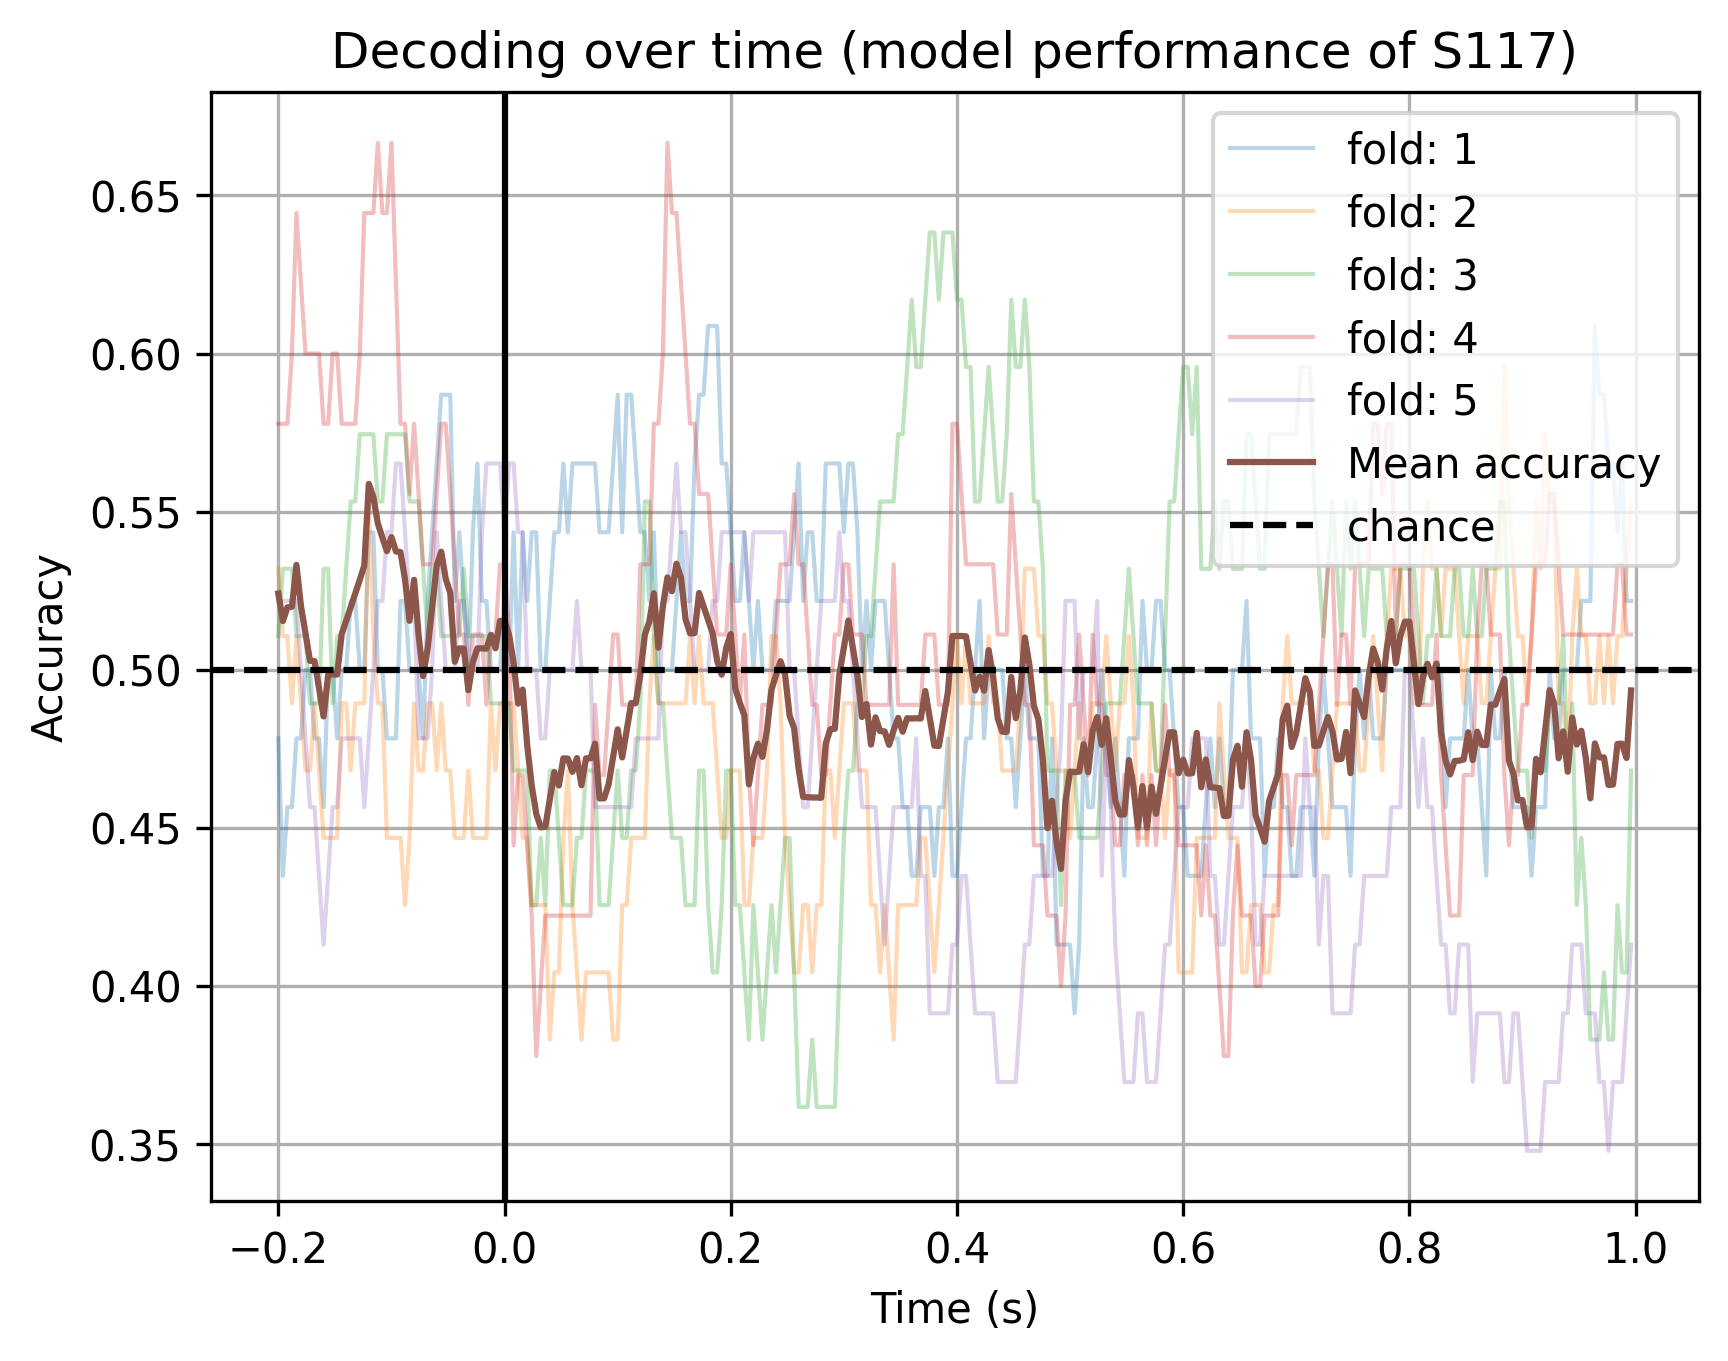 Decoding over time (model performance of S117)
fold: 1
fold: 2
fold: 3
fold: 4
fold: 5
Mean accuracy
chance
Accuracy
0.65
0.60
0.55
0.50
0.45
0.40
0.35
−0.2 0.0 0.2 0.4 0.6 0.8 1.0
Time (s)